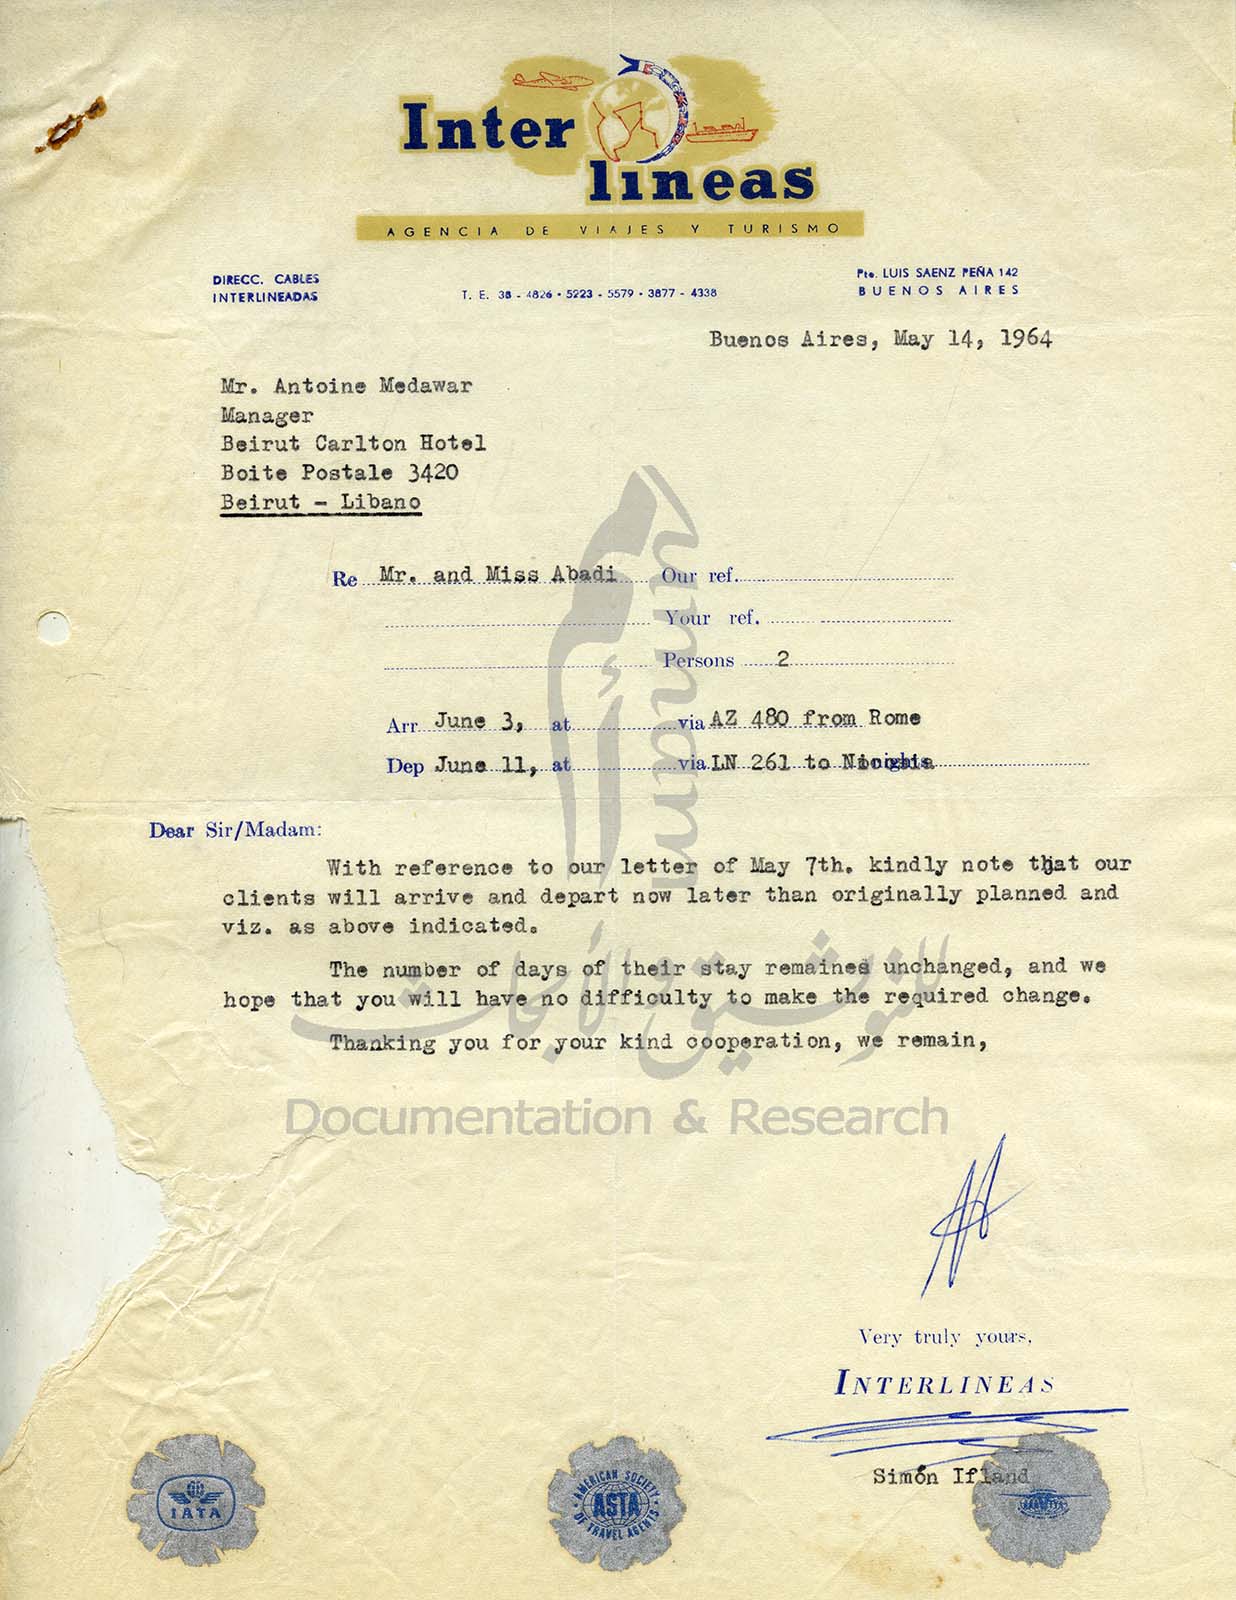 Inter
lineas
AGENCIA DE VIAJES Y TURISMO
DIRECC. CABLES
INTERLINEADAS
T. E. 38 - 4826 • 5223 - 5579 • 3877 - 4338
Pte. LUIS SAENZ PEÑA 142
BUENOS AIRES
Buenos Aires, May 14, 1964
Mr. Antoine Medawar
Manager
Beirut Carlton Hotel
Boite Postale 3420
Beirut - Libano
Re Mr. and Miss Abadi Our ref.
Your ref.
Persons 2
Arr June 3, at via AZ 480 from Rome
Dep June 11, at via LN 261 to Nicosia
Dear Sir/Madam:
With reference to our letter of May 7th. kindly note that our
clients will arrive and depart now later than originally planned and
viz. as above indicated.
The number of days of their stay remaines unchanged, and we
hope that you will have no difficulty to make the required change.
Thanking you for your kind cooperation, we remain,
umam
للتوثيق والأبحاث
Documentation & Research
Very truly yours,
INTERLINEAS
Simón Ifland
IATA
AMERICAN SOCIETY
ASTA
OF TRAVEL AGENTS